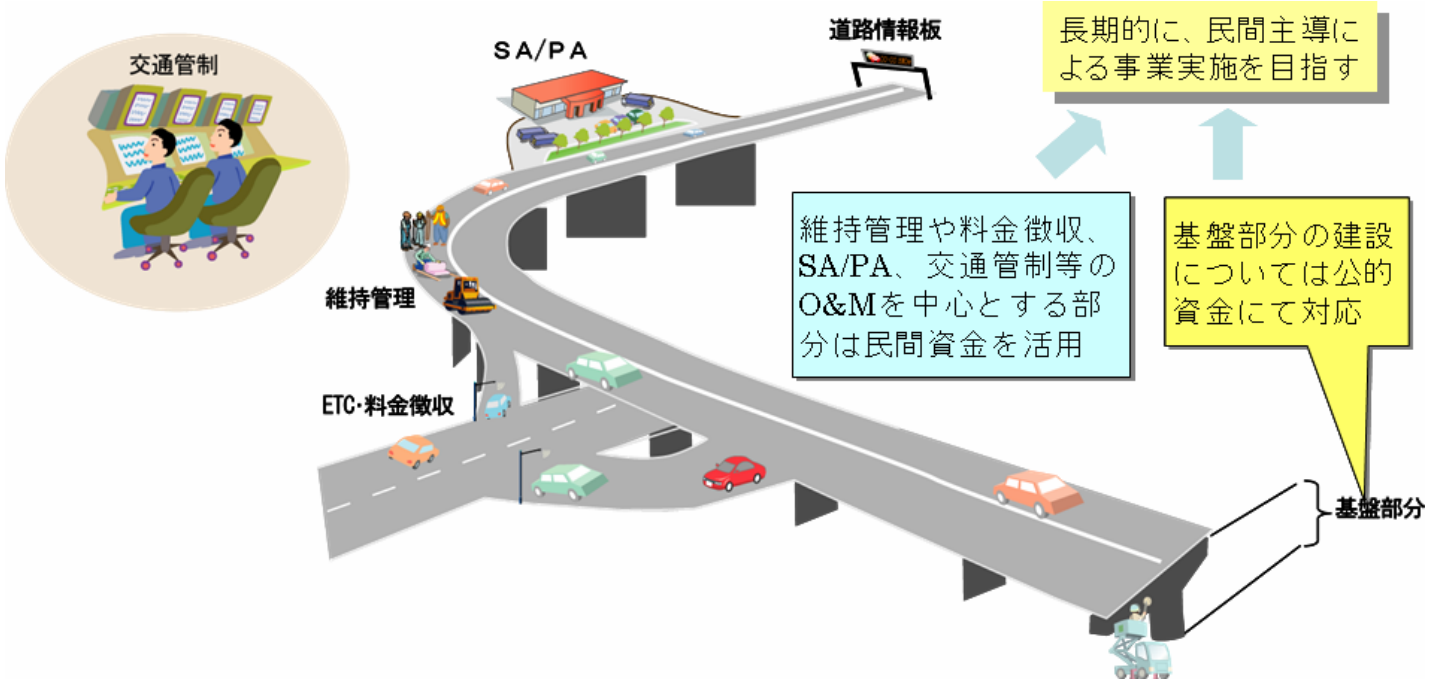 交通管制
SA/PA
道路情報板
長期的に、民間主導に
よる事業実施を目指す
維持管理や料金徴収、
SA/PA、交通管制等の
O&Mを中心とする部
分は民間資金を活用
基盤部分の建設
については公的
資金にて対応
維持管理
ETC・料金徴収
基盤部分